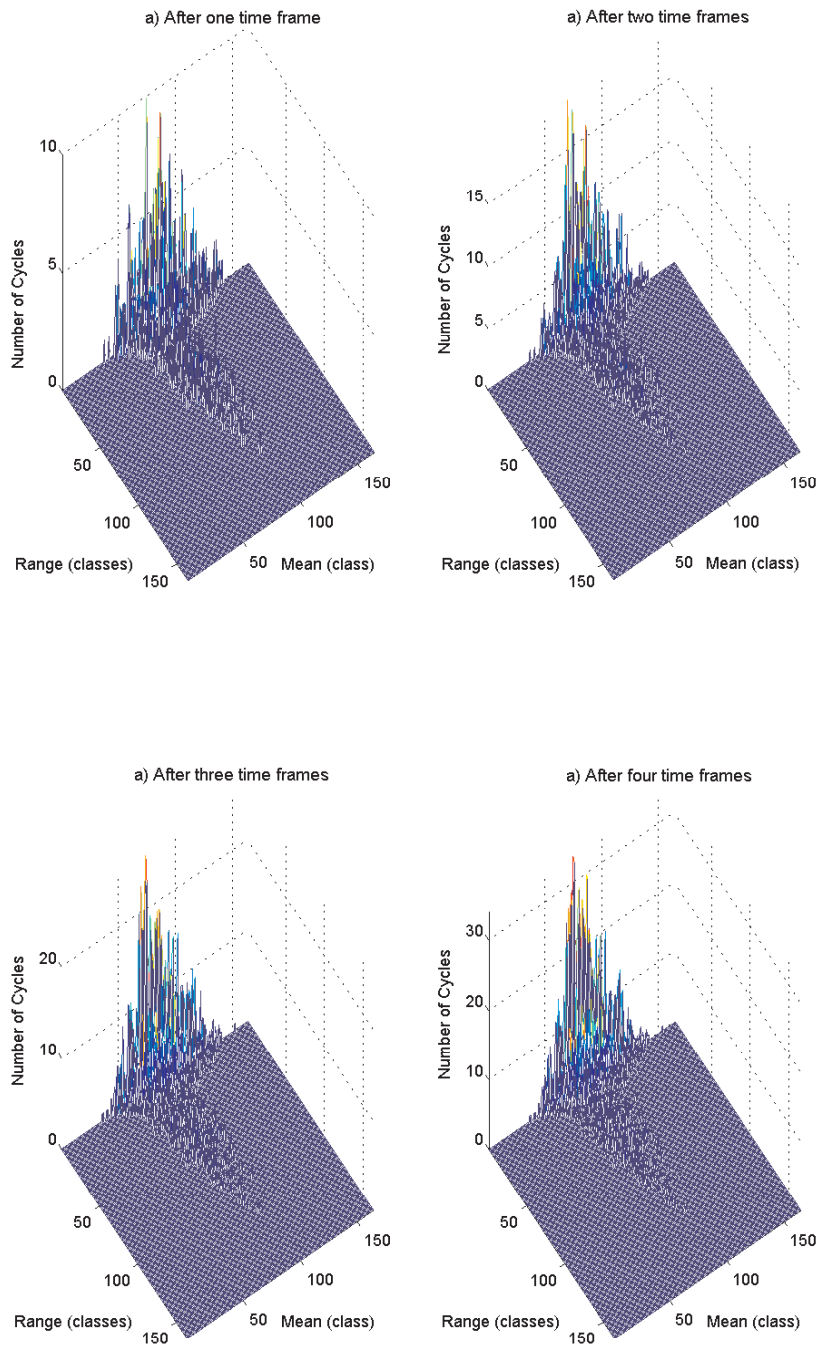 a) After one time frame
10
5
0
Number of Cycles
50
100
150
Range (classes)
50
100
150
Mean (class)
a) After two time frames
15
10
5
0
Number of Cycles
50
100
150
Range (classes)
50
100
150
Mean (class)
a) After three time frames
20
10
0
Number of Cycles
50
100
150
Range (classes)
50
100
150
Mean (class)
a) After four time frames
30
20
10
0
Number of Cycles
50
100
150
Range (classes)
50
100
150
Mean (class)